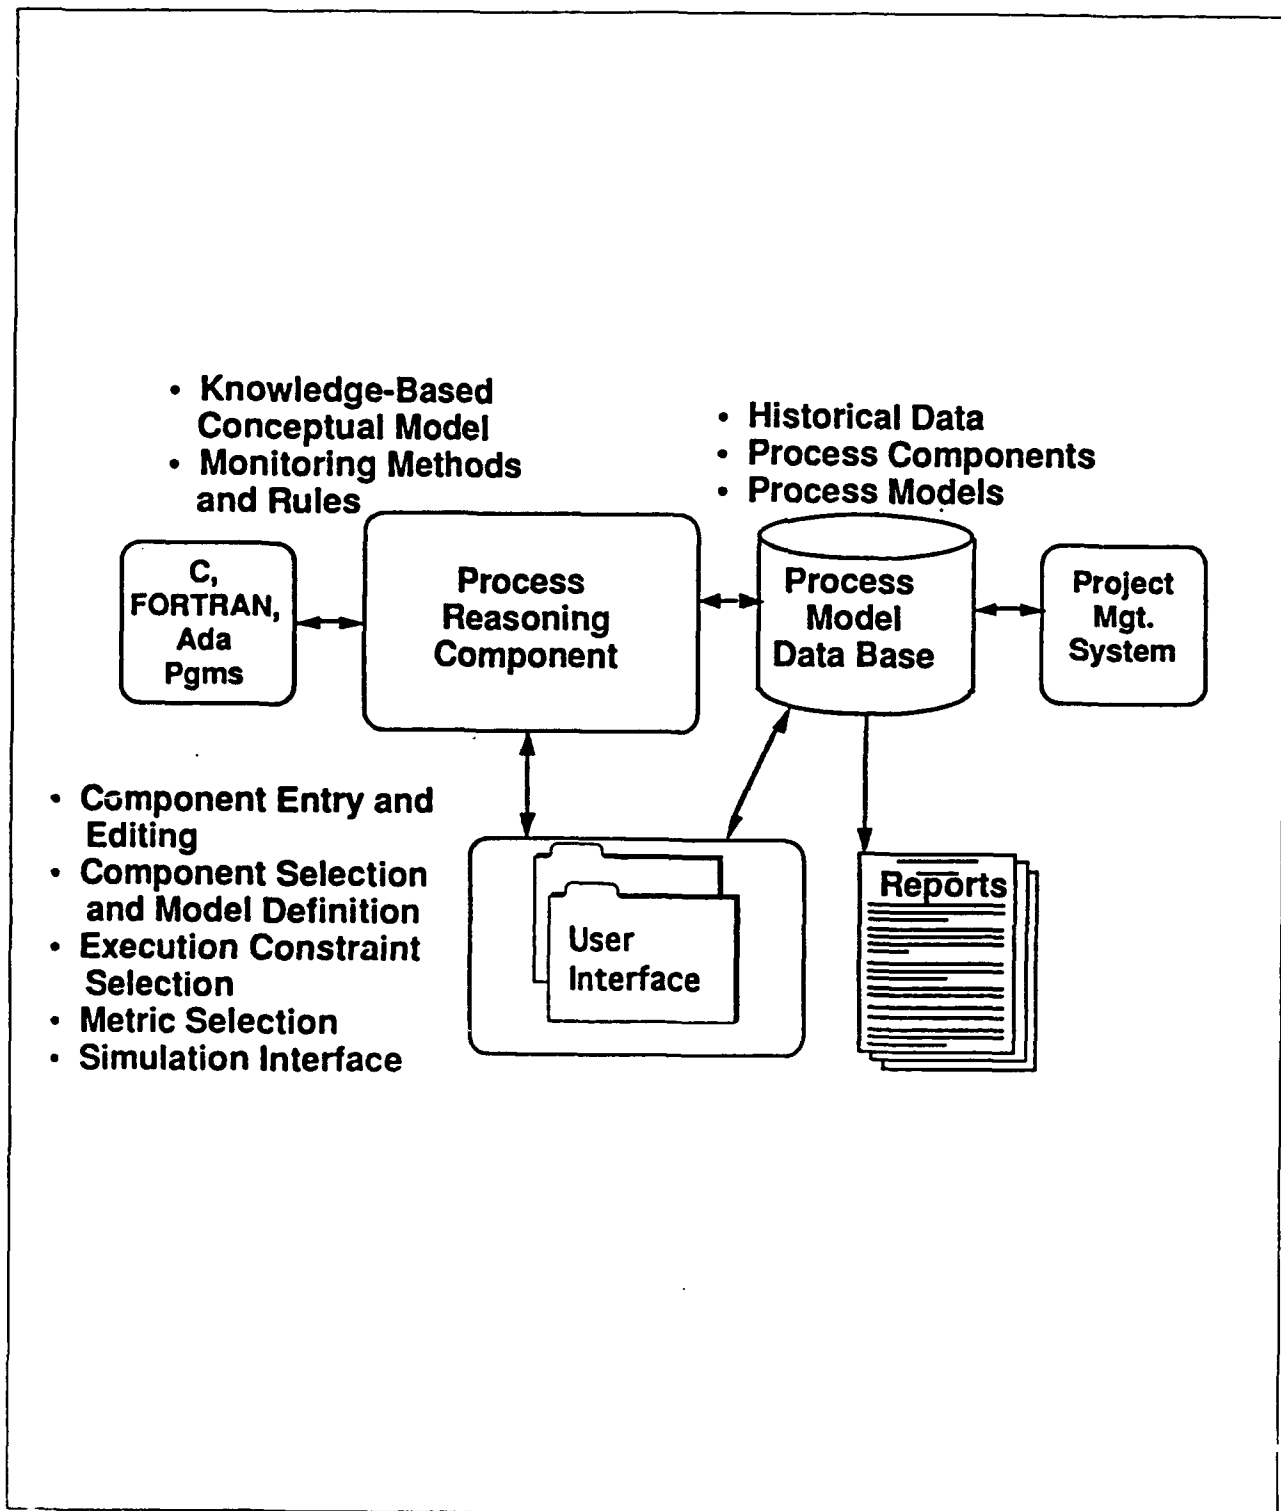 • Knowledge-Based
Conceptual Model
• Monitoring Methods
and Rules
• Historical Data
• Process Components
• Process Models
C,
FORTRAN,
Ada
Pgms
Process
Reasoning
Component
Process
Model
Data Base
Project
Mgt.
System
• Component Entry and
Editing
• Component Selection
and Model Definition
• Execution Constraint
Selection
• Metric Selection
• Simulation Interface
User
Interface
Reports